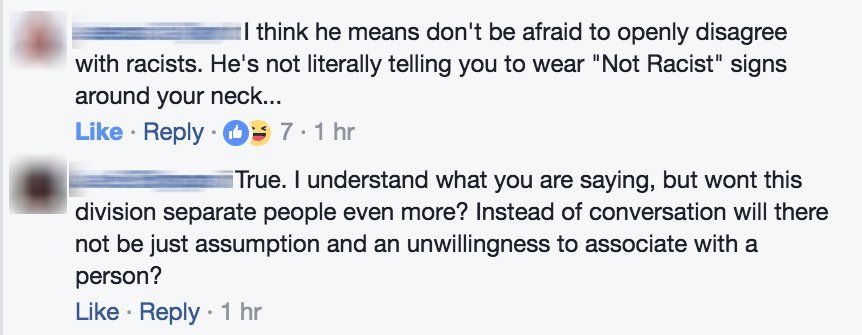 I think he means don't be afraid to openly disagree
with racists. He's not literally telling you to wear "Not Racist" signs
around your neck...
Like · Reply · 7 · 1 hr
True. I understand what you are saying, but wont this
division separate people even more? Instead of conversation will there
not be just assumption and an unwillingness to associate with a
person?
Like · Reply · 1 hr